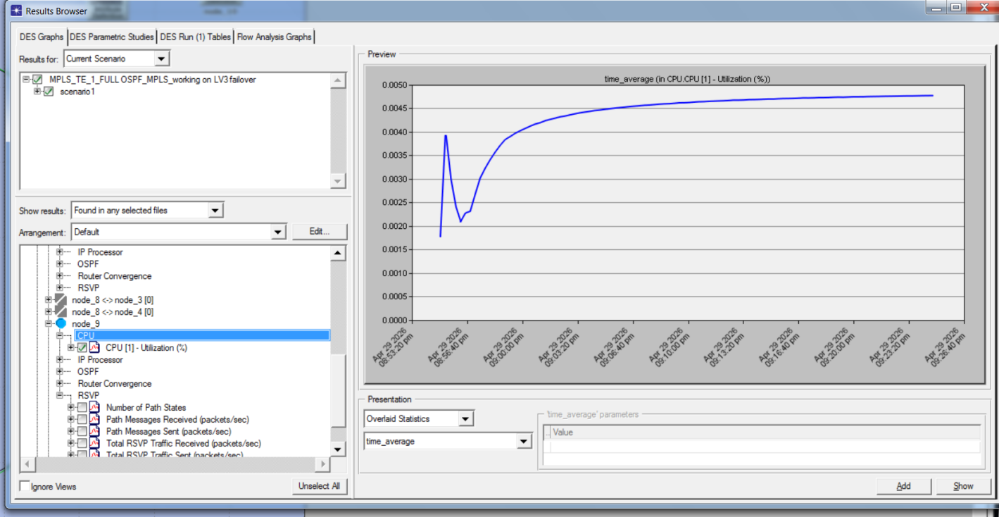 Results Browser
DES Graphs DES Parametric Studies DES Run (1) Tables Flow Analysis Graphs
Results for: Current Scenario
MPLS_TE_1_FULL OSPF_MPLS_working on LV3 failover
scenario1
Show results: Found in any selected files
Arrangement: Default Edit...
IP Processor
OSPF
Router Convergence
RSVP
node_8 <-> node_3 [0]
node_8 <-> node_4 [0]
node_9
CPU
CPU [1] - Utilization (%)
IP Processor
OSPF
Router Convergence
RSVP
Number of Path States
Path Messages Received (packets/sec)
Path Messages Sent (packets/sec)
Total RSVP Traffic Received (packets/sec)
Total RSVP Traffic Sent (packets/sec)
Ignore Views Unselect All
Preview
time_average (in CPU.CPU [1] - Utilization (%))
0.0050
0.0045
0.0040
0.0035
0.0030
0.0025
0.0020
0.0015
0.0010
0.0005
0.0000
Apr 29 2026 08:53:20 pm
Apr 29 2026 08:56:40 pm
Apr 29 2026 09:00:00 pm
Apr 29 2026 09:03:20 pm
Apr 29 2026 09:06:40 pm
Apr 29 2026 09:10:00 pm
Apr 29 2026 09:13:20 pm
Apr 29 2026 09:16:40 pm
Apr 29 2026 09:20:00 pm
Apr 29 2026 09:23:20 pm
Apr 29 2026 09:26:40 pm
Presentation
Overlaid Statistics
time_average
'time_average' parameters
... Value
Add Show